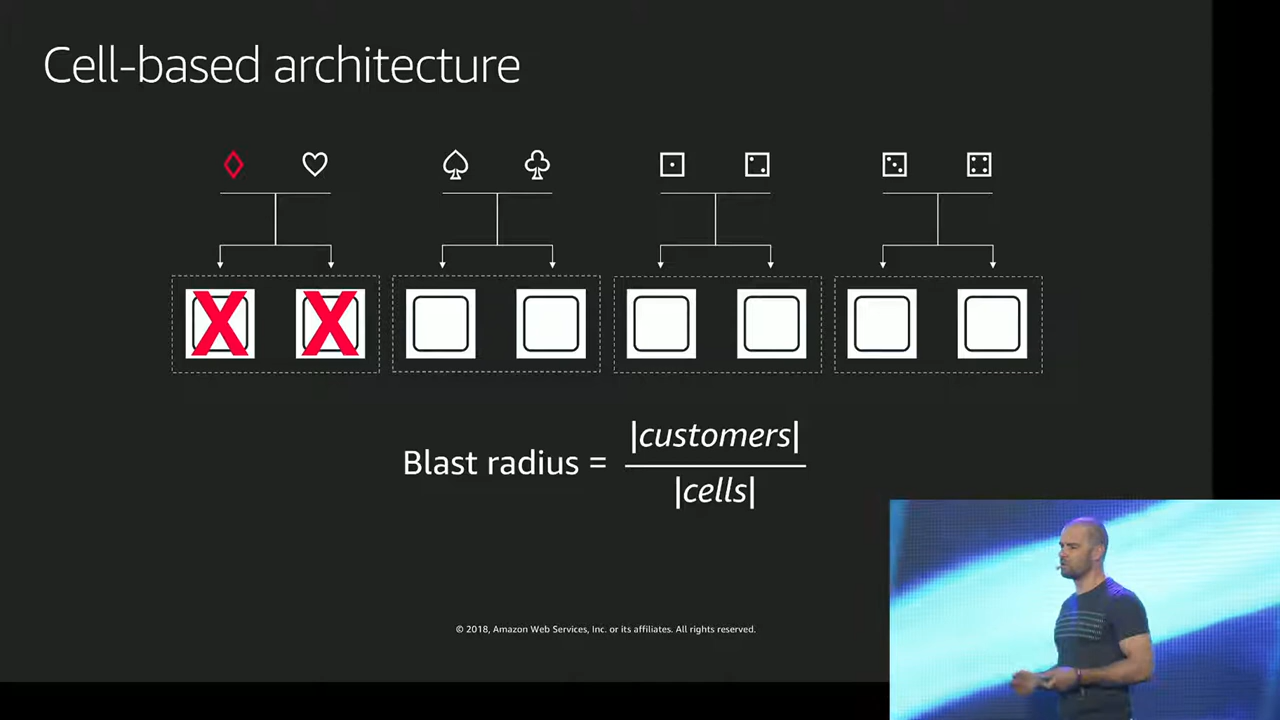 Cell-based architecture
X X
Blast radius = |customers|
|cells|
© 2018, Amazon Web Services, Inc. or its affiliates. All rights reserved.